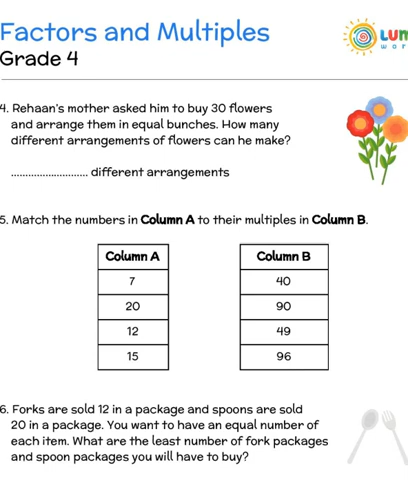 Factors and Multiples
Grade 4
LUM
wor
4. Rehaan's mother asked him to buy 30 flowers
and arrange them in equal bunches. How many
different arrangements of flowers can he make?
........................... different arrangements
5. Match the numbers in Column A to their multiples in Column B.
Column A
7
20
12
15
Column B
40
90
49
96
6. Forks are sold 12 in a package and spoons are sold
20 in a package. You want to have an equal number of
each item. What are the least number of fork packages
and spoon packages you will have to buy?